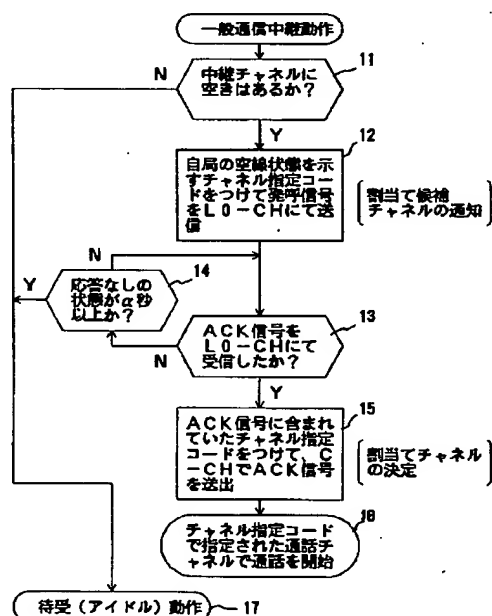 一般通信中継動作
N
11
中継チャネルに
空きはあるか?
Y
12
自局の空線状態を示
すチャネル指定コー
ドをつけて発呼信号
をL0-CHにて送
信
割当て候補
チャネルの通知
N
14
Y
応答なしの
状態がα秒
以上か?
13
ACK信号を
L0-CHにて
受信したか?
N
Y
15
ACK信号に含まれ
ていたチャネル指定
コードをつけて、C
-CHでACK信号
を送出
割当てチャネル
の決定
チャネル指定コード
で指定された通話チ
ャネルで通話を開始
待受(アイドル)動作
17